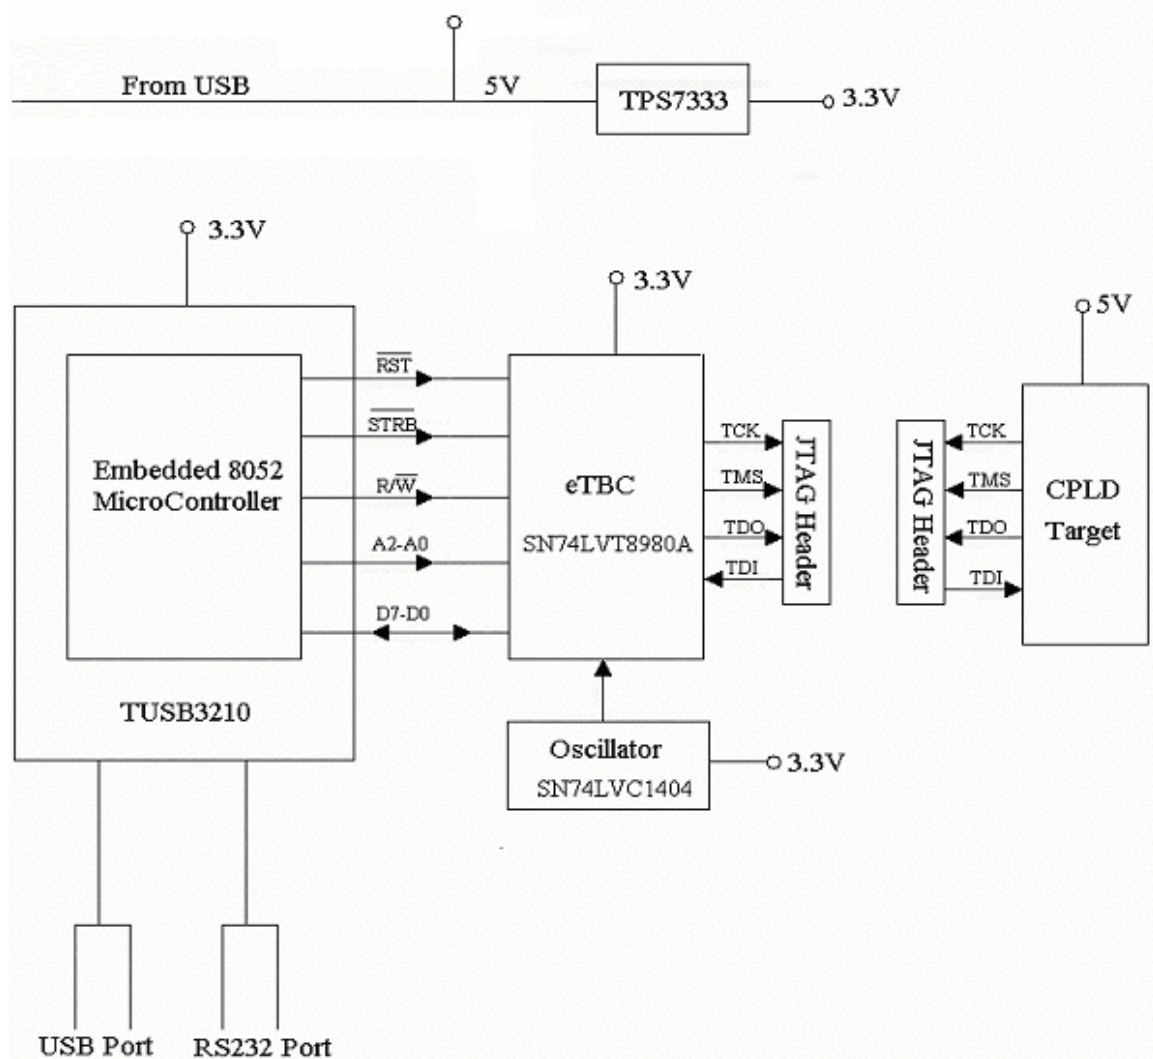 From USB
5V
TPS7333
3.3V
3.3V
3.3V
5V
RST
STRB
R/W
A2-A0
D7-D0
Embedded 8052
MicroController
TUSB3210
eTBC
SN74LVT8980A
TCK
TMS
TDO
TDI
JTAG Header
JTAG Header
TCK
TMS
TDO
TDI
CPLD
Target
Oscillator
SN74LVC1404
3.3V
USB Port
RS232 Port